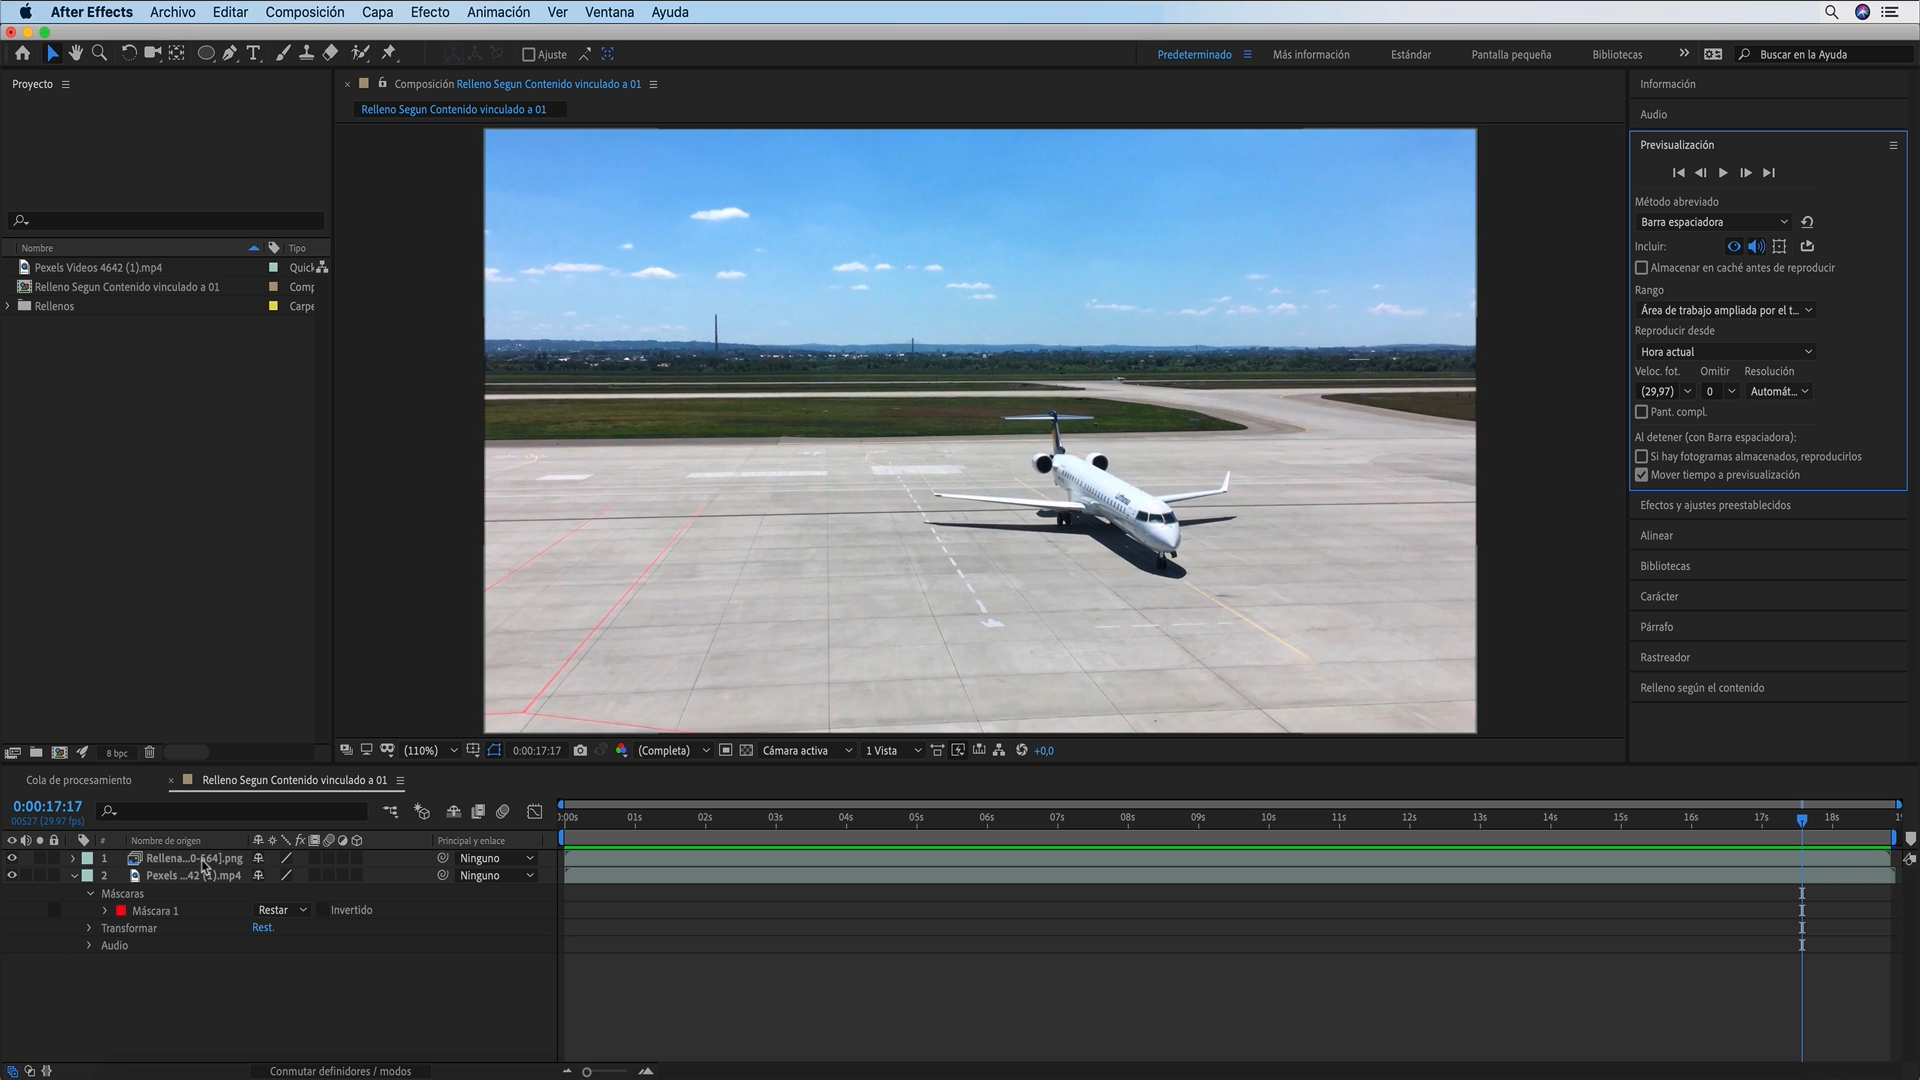 After Effects Archivo Editar Composición Capa Efecto Animación Ver Ventana Ayuda
Ajuste
Predeterminado Más información Estándar Pantalla pequeña Bibliotecas Buscar en la Ayuda
Proyecto
Composición Relleno Segun Contenido vinculado a 01
Relleno Segun Contenido vinculado a 01
Nombre Tipo
Pexels Videos 4642 (1).mp4 Quick
Relleno Segun Contenido vinculado a 01 Comp
Rellenos Carpe
8 bpc
(110%) 0:00:17:17 (Completa) Cámara activa 1 Vista +0,0
Información
Audio
Previsualización
Método abreviado
Barra espaciadora
Incluir:
Almacenar en caché antes de reproducir
Rango
Área de trabajo ampliada por el t...
Reproducir desde
Hora actual
Veloc. fot. Omitir Resolución
(29,97) 0 Automát...
Pant. compl.
Al detener (con Barra espaciadora):
Si hay fotogramas almacenados, reproducirlos
Mover tiempo a previsualización
Efectos y ajustes preestablecidos
Alinear
Bibliotecas
Carácter
Párrafo
Rastreador
Relleno según el contenido
Cola de procesamiento Relleno Segun Contenido vinculado a 01
0:00:17:17
00527 (29.97 fps)
# Nombre de origen fx Principal y enlace
1 Rellena...0-564].png Ninguno
2 Pexels ...42 (1).mp4 Ninguno
Máscaras
Máscara 1 Restar Invertido
Transformar Rest.
Audio
):00s 01s 02s 03s 04s 05s 06s 07s 08s 09s 10s 11s 12s 13s 14s 15s 16s 17s 18s 19
Conmutar definidores / modos